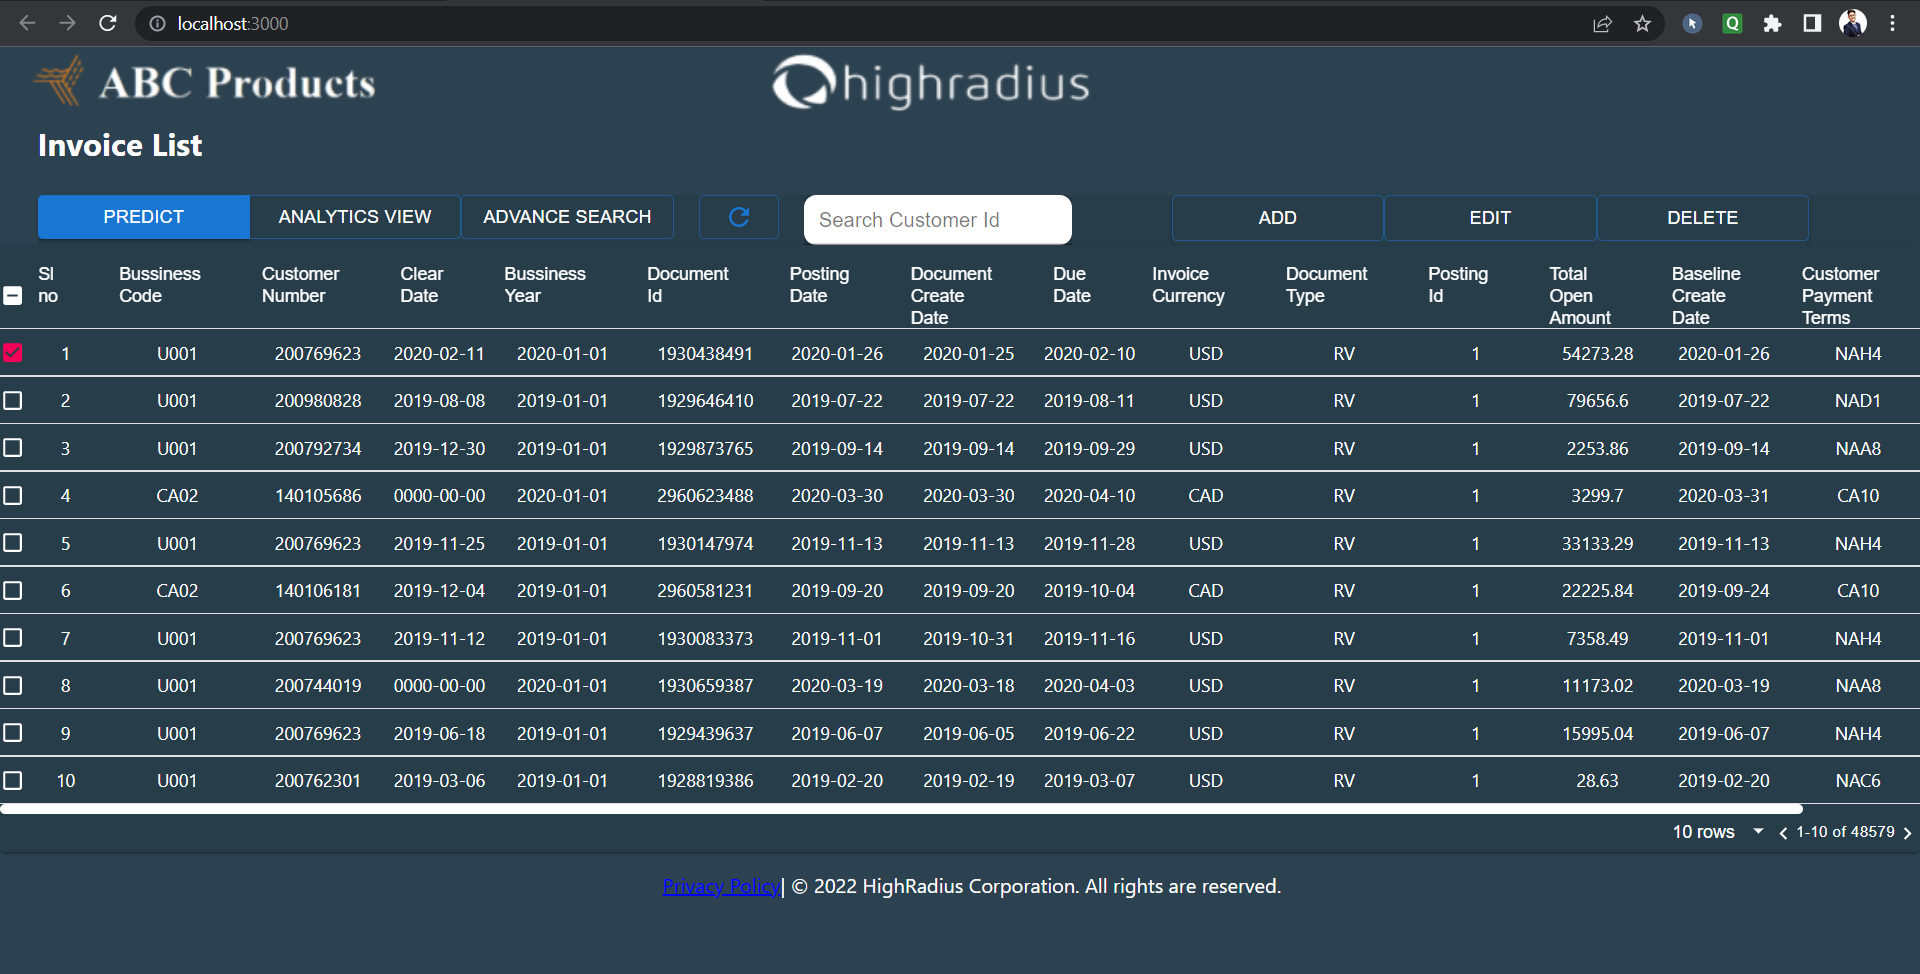 localhost:3000
ABC Products
highradius
Invoice List
PREDICT ANALYTICS VIEW ADVANCE SEARCH Search Customer Id ADD EDIT DELETE
Sl no Bussiness Code Customer Number Clear Date Bussiness Year Document Id Posting Date Document Create Date Due Date Invoice Currency Document Type Posting Id Total Open Amount Baseline Create Date Customer Payment Terms
1 U001 200769623 2020-02-11 2020-01-01 1930438491 2020-01-26 2020-01-25 2020-02-10 USD RV 1 54273.28 2020-01-26 NAH4
2 U001 200980828 2019-08-08 2019-01-01 1929646410 2019-07-22 2019-07-22 2019-08-11 USD RV 1 79656.6 2019-07-22 NAD1
3 U001 200792734 2019-12-30 2019-01-01 1929873765 2019-09-14 2019-09-14 2019-09-29 USD RV 1 2253.86 2019-09-14 NAA8
4 CA02 140105686 0000-00-00 2020-01-01 2960623488 2020-03-30 2020-03-30 2020-04-10 CAD RV 1 3299.7 2020-03-31 CA10
5 U001 200769623 2019-11-25 2019-01-01 1930147974 2019-11-13 2019-11-13 2019-11-28 USD RV 1 33133.29 2019-11-13 NAH4
6 CA02 140106181 2019-12-04 2019-01-01 2960581231 2019-09-20 2019-09-20 2019-10-04 CAD RV 1 22225.84 2019-09-24 CA10
7 U001 200769623 2019-11-12 2019-01-01 1930083373 2019-11-01 2019-10-31 2019-11-16 USD RV 1 7358.49 2019-11-01 NAH4
8 U001 200744019 0000-00-00 2020-01-01 1930659387 2020-03-19 2020-03-18 2020-04-03 USD RV 1 11173.02 2020-03-19 NAA8
9 U001 200769623 2019-06-18 2019-01-01 1929439637 2019-06-07 2019-06-05 2019-06-22 USD RV 1 15995.04 2019-06-07 NAH4
10 U001 200762301 2019-03-06 2019-01-01 1928819386 2019-02-20 2019-02-19 2019-03-07 USD RV 1 28.63 2019-02-20 NAC6
10 rows 1-10 of 48579
Privacy Policy| © 2022 HighRadius Corporation. All rights are reserved.